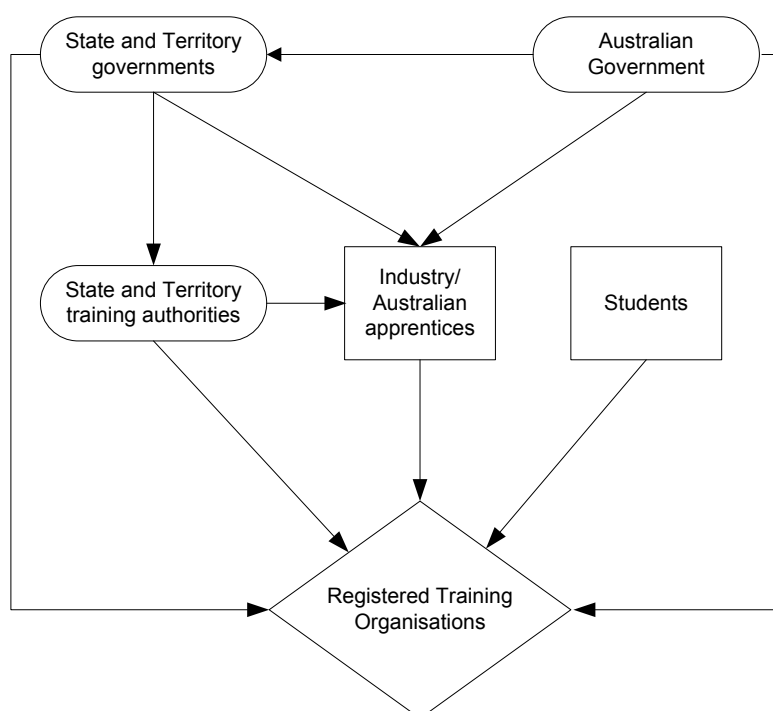 State and Territory
governments
Australian
Government
State and Territory
training authorities
Industry/
Australian
apprentices
Students
Registered Training
Organisations